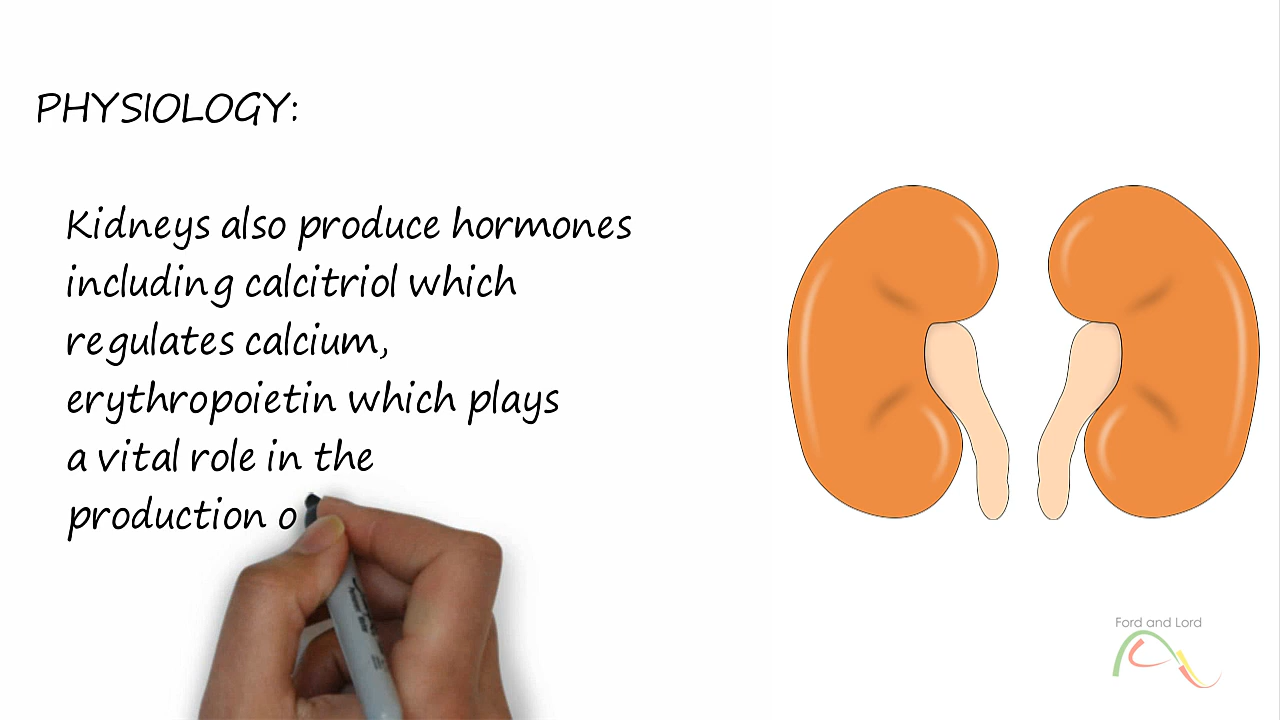 PHYSIOLOGY:
Kidneys also produce hormones
including calcitriol which
regulates calcium,
erythropoietin which plays
a vital role in the
production o
Ford and Lord